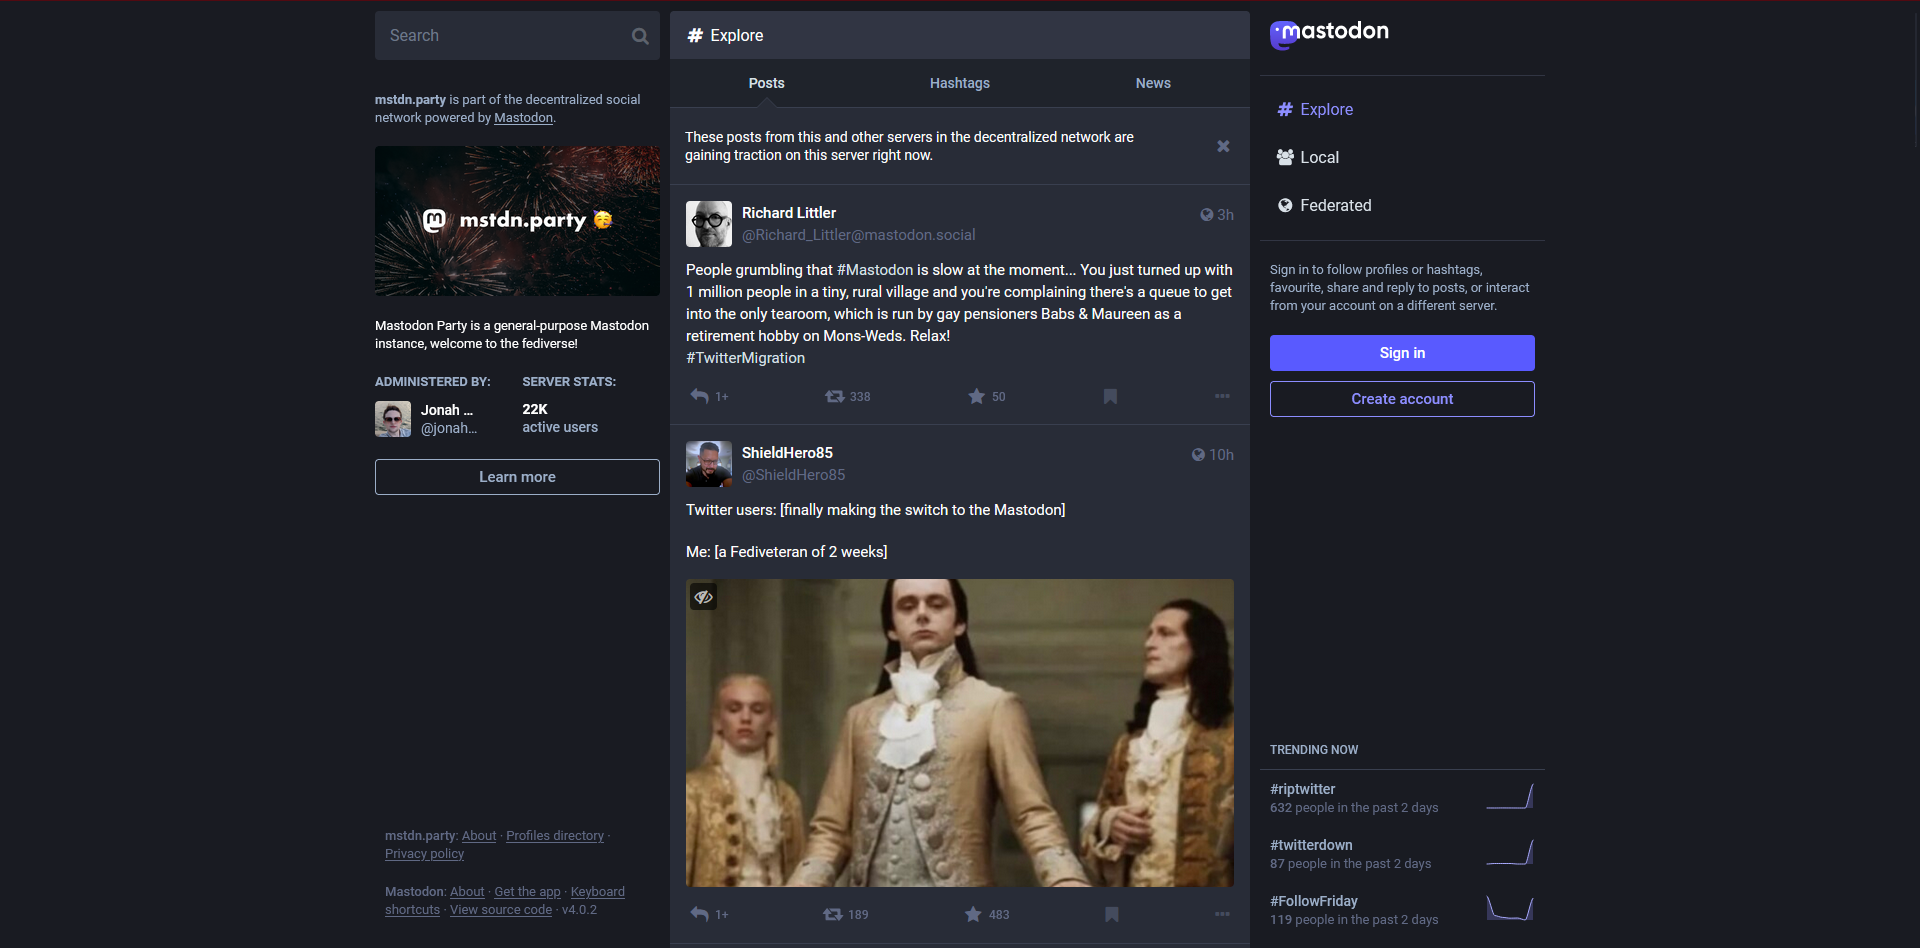 Search
mstdn.party is part of the decentralized social
network powered by Mastodon.
mstdn.party 🥳
Mastodon Party is a general-purpose Mastodon
instance, welcome to the fediverse!
ADMINISTERED BY:
Jonah ...
@jonah...
SERVER STATS:
22K
active users
Learn more
mstdn.party: About · Profiles directory ·
Privacy policy
Mastodon: About · Get the app · Keyboard
shortcuts · View source code · v4.0.2
# Explore
Posts Hashtags News
These posts from this and other servers in the decentralized network are
gaining traction on this server right now.
Richard Littler 3h
@Richard_Littler@mastodon.social
People grumbling that #Mastodon is slow at the moment... You just turned up with
1 million people in a tiny, rural village and you're complaining there's a queue to get
into the only tearoom, which is run by gay pensioners Babs & Maureen as a
retirement hobby on Mons-Weds. Relax!
#TwitterMigration
1+ 338 50
ShieldHero85 10h
@ShieldHero85
Twitter users: [finally making the switch to the Mastodon]
Me: [a Fediveteran of 2 weeks]
1+ 189 483
mastodon
# Explore
Local
Federated
Sign in to follow profiles or hashtags,
favourite, share and reply to posts, or interact
from your account on a different server.
Sign in
Create account
TRENDING NOW
#riptwitter
632 people in the past 2 days
#twitterdown
87 people in the past 2 days
#FollowFriday
119 people in the past 2 days